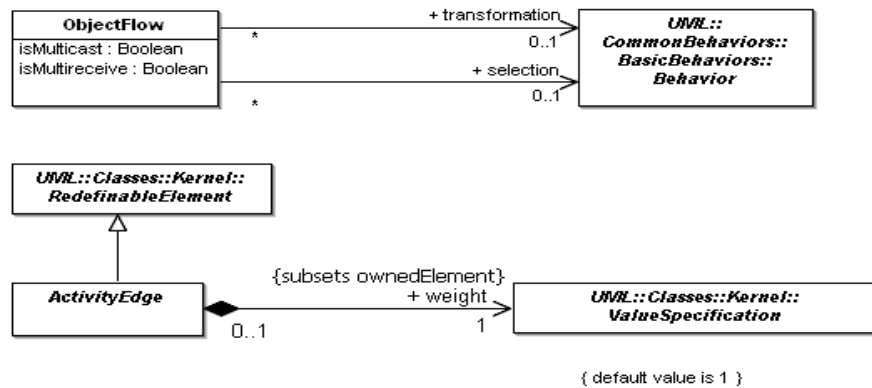 ObjectFlow
isMulticast : Boolean
isMultireceive : Boolean
+ transformation
*
0..1
+ selection
*
0..1
UML::
CommonBehaviors::
BasicBehaviors::
Behavior
UML::Classes::Kernel::
RedefinableElement
ActivityEdge
{subsets ownedElement}
+ weight
0..1
1
UML::Classes::Kernel::
ValueSpecification
{ default value is 1 }